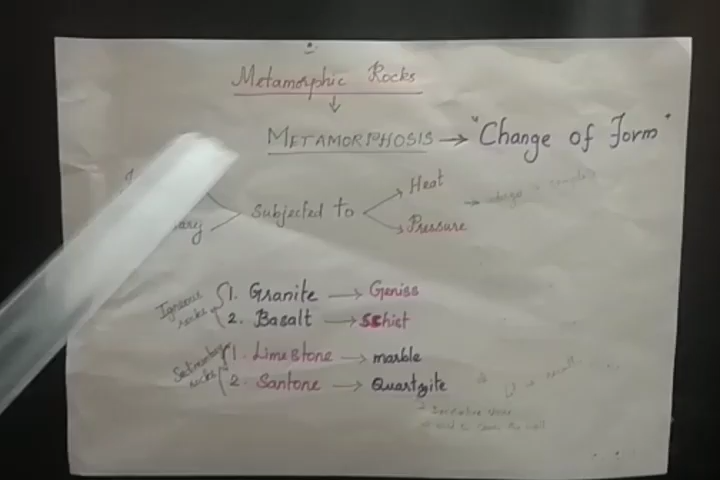 Metamorphic Rocks
METAMORPHOSIS → "Change of Form"
Subjected to
Heat
Pressure
Igneous rocks
1. Granite → Geniss
2. Basalt → Schist
Sedimentary rocks
1. Limestone → marble
2. Santone → Quartzite